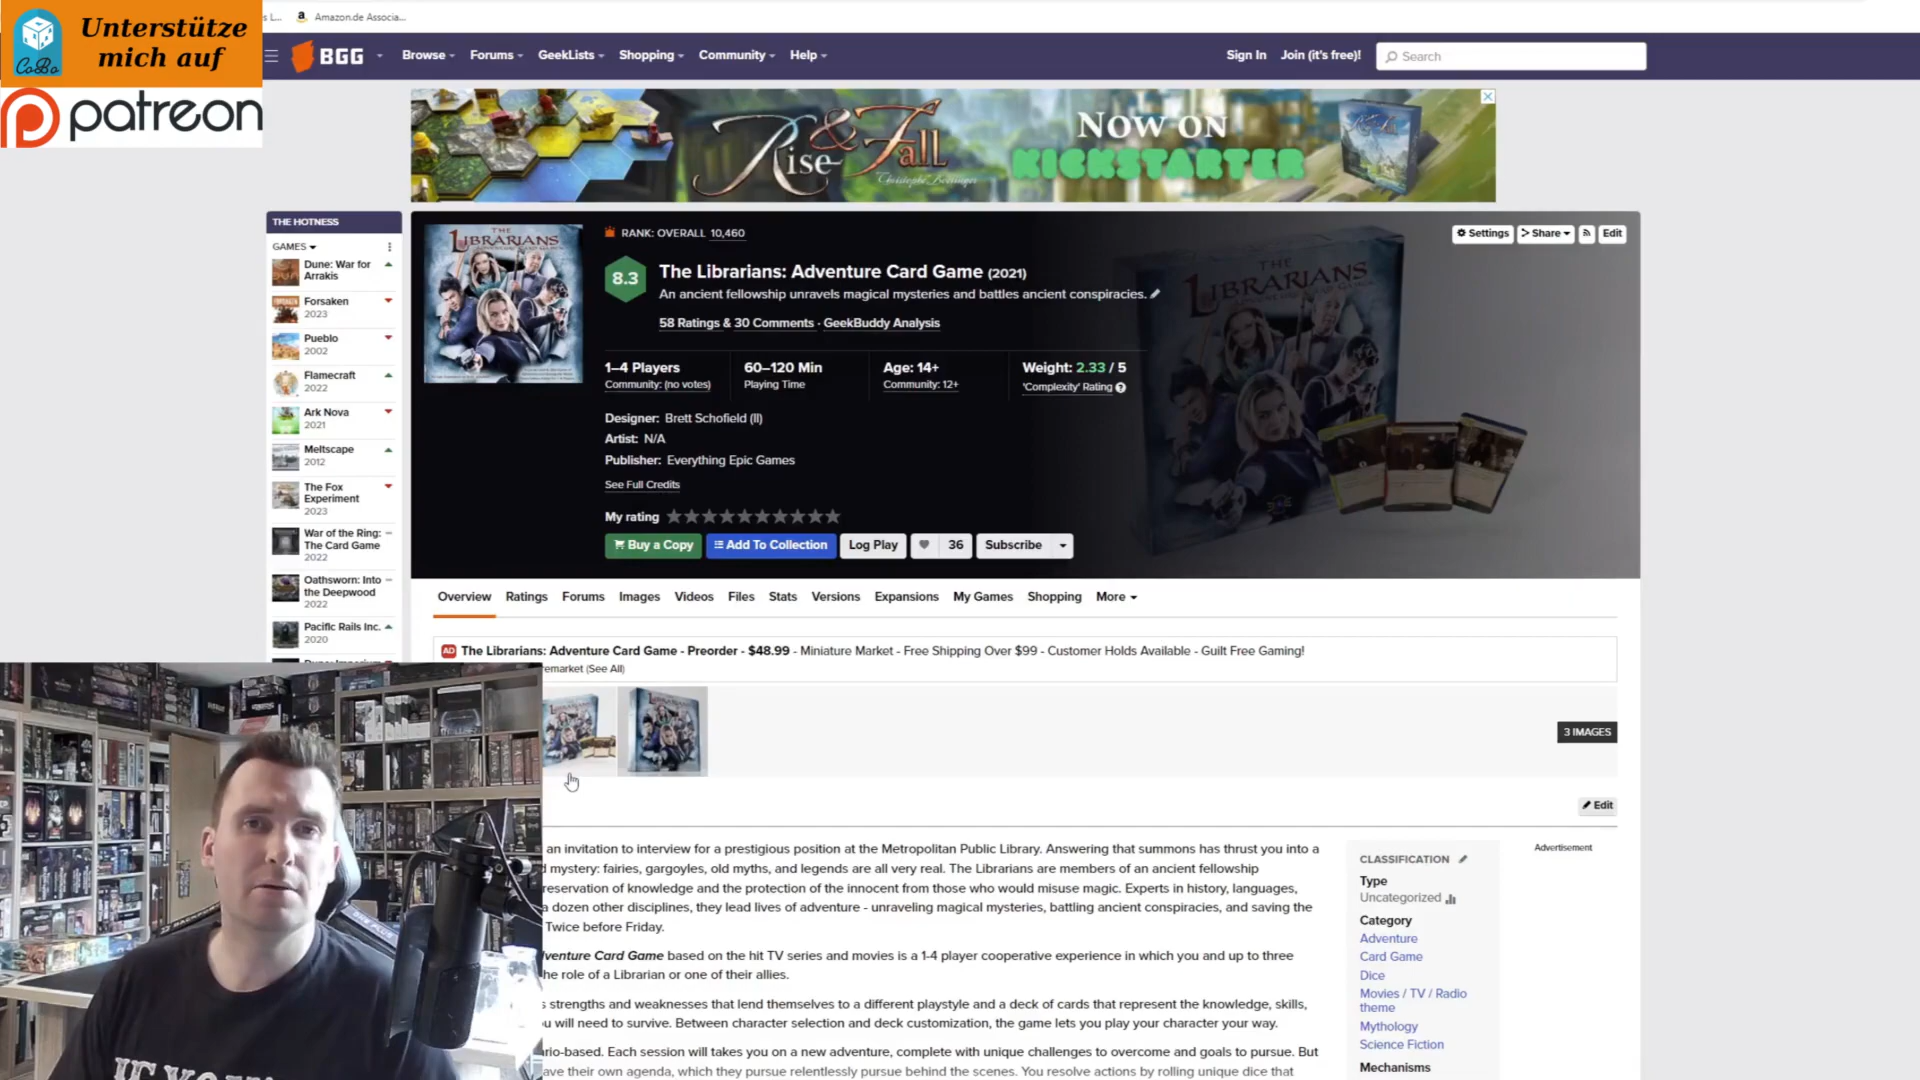 Unterstütze
mich auf
CoBo
patreon
s L...
a Amazon.de Associa...
BGG
Browse
Forums
GeekLists
Shopping
Community
Help
Sign In
Join (it's free)!
Search
Rise & Fall
NOW ON
KICKSTARTER
THE HOTNESS
GAMES
Dune: War for
Arrakis
Forsaken
2023
Pueblo
2002
Flamecraft
2022
Ark Nova
2021
Meltscape
2012
The Fox
Experiment
2023
War of the Ring:
The Card Game
2022
Oathsworn: Into
the Deepwood
2022
Pacific Rails Inc.
2020
THE
LIBRARIANS
RANK: OVERALL 10,460
Settings
Share
Edit
8.3
The Librarians: Adventure Card Game (2021)
An ancient fellowship unravels magical mysteries and battles ancient conspiracies.
58 Ratings & 30 Comments · GeekBuddy Analysis
1–4 Players
Community: (no votes)
60–120 Min
Playing Time
Age: 14+
Community: 12+
Weight: 2.33 / 5
'Complexity' Rating ?
Designer: Brett Schofield (II)
Artist: N/A
Publisher: Everything Epic Games
See Full Credits
My rating
Buy a Copy
Add To Collection
Log Play
36
Subscribe
THE
LIBRARIANS
ADVENTURE CARD GAME
Overview
Ratings
Forums
Images
Videos
Files
Stats
Versions
Expansions
My Games
Shopping
More
AD The Librarians: Adventure Card Game - Preorder - $48.99 - Miniature Market - Free Shipping Over $99 - Customer Holds Available - Guilt Free Gaming!
emarket (See All)
3 IMAGES
Edit
an invitation to interview for a prestigious position at the Metropolitan Public Library. Answering that summons has thrust you into a
d mystery: fairies, gargoyles, old myths, and legends are all very real. The Librarians are members of an ancient fellowship
reservation of knowledge and the protection of the innocent from those who would misuse magic. Experts in history, languages,
a dozen other disciplines, they lead lives of adventure - unraveling magical mysteries, battling ancient conspiracies, and saving the
Twice before Friday.
venture Card Game based on the hit TV series and movies is a 1-4 player cooperative experience in which you and up to three
he role of a Librarian or one of their allies.
s strengths and weaknesses that lend themselves to a different playstyle and a deck of cards that represent the knowledge, skills,
u will need to survive. Between character selection and deck customization, the game lets you play your character your way.
rio-based. Each session will takes you on a new adventure, complete with unique challenges to overcome and goals to pursue. But
ave their own agenda, which they pursue relentlessly pursue behind the scenes. You resolve actions by rolling unique dice that
CLASSIFICATION
Type
Uncategorized
Category
Adventure
Card Game
Dice
Movies / TV / Radio
theme
Mythology
Science Fiction
Mechanisms
Advertisement